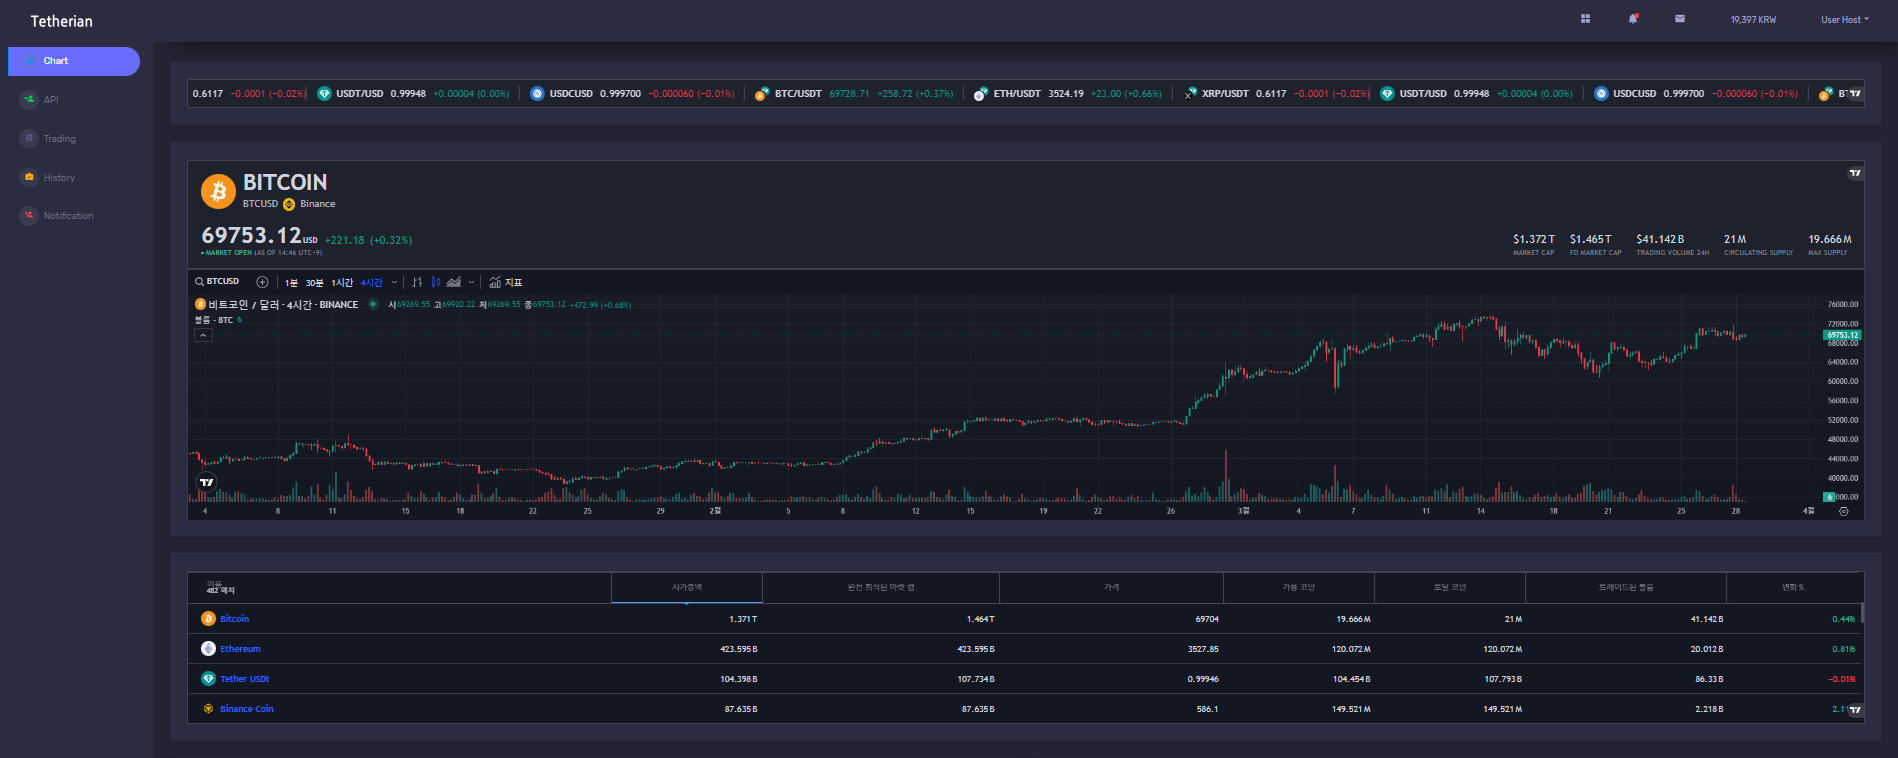 Tetherian
19,397 KRW
User Host
Chart
API
Trading
History
Notification
0.6117 −0.0001 (−0.02%) USDT/USD 0.99948 +0.00004 (0.00%) USDCUSD 0.999700 −0.000060 (−0.01%) BTC/USDT 69728.71 +258.72 (+0.37%) ETH/USDT 3524.19 +23.00 (+0.66%) XRP/USDT 0.6117 −0.0001 (−0.02%) USDT/USD 0.99948 +0.00004 (0.00%) USDCUSD 0.999700 −0.000060 (−0.01%)
BITCOIN
BTCUSD Binance
69753.12 USD +221.18 (+0.32%)
MARKET OPEN (AS OF 14:46 UTC-9)
$1.372 T $1.465 T $41.142 B 21 M 19.666 M
MARKET CAP FD MARKET CAP TRADING VOLUME 24H CIRCULATING SUPPLY MAX SUPPLY
BTCUSD 1분 30분 1시간 4시간 지표
비트코인 / 달러 · 4시간 · BINANCE 시69269.55 고69920.22 저69269.55 종69753.12 +472.99 (+0.68%)
볼륨 · BTC 6
76000.00
72000.00
69753.12
68000.00
64000.00
60000.00
56000.00
52000.00
48000.00
44000.00
40000.00
6
4 8 11 15 18 22 25 29 2월 5 8 12 15 19 22 26 3월 4 7 11 14 18 21 25 28 4월
이름 시가총액 완전 희석된 마켓 캡 가격 가용 코인 토탈 코인 트레이드된 볼륨 변화 %
482 매치
Bitcoin 1.371 T 1.464 T 69704 19.666 M 21 M 41.142 B 0.44%
Ethereum 423.595 B 423.595 B 3527.85 120.072 M 120.072 M 20.012 B 0.81%
Tether USDt 104.398 B 107.734 B 0.99946 104.454 B 107.793 B 86.33 B −0.01%
Binance Coin 87.635 B 87.635 B 586.1 149.521 M 149.521 M 2.218 B